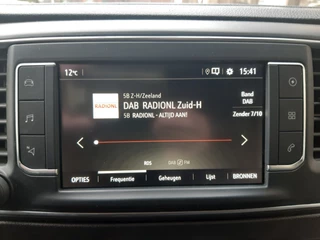 12°C
15:41
5B Z-H/Zeeland
RADIONL
DAB RADIONL Zuid-H
5B RADIONL - ALTIJD AAN!
Band
DAB
Zender 7/10
RDS DAB FM
OPTIES Frequentie Geheugen Lijst BRONNEN